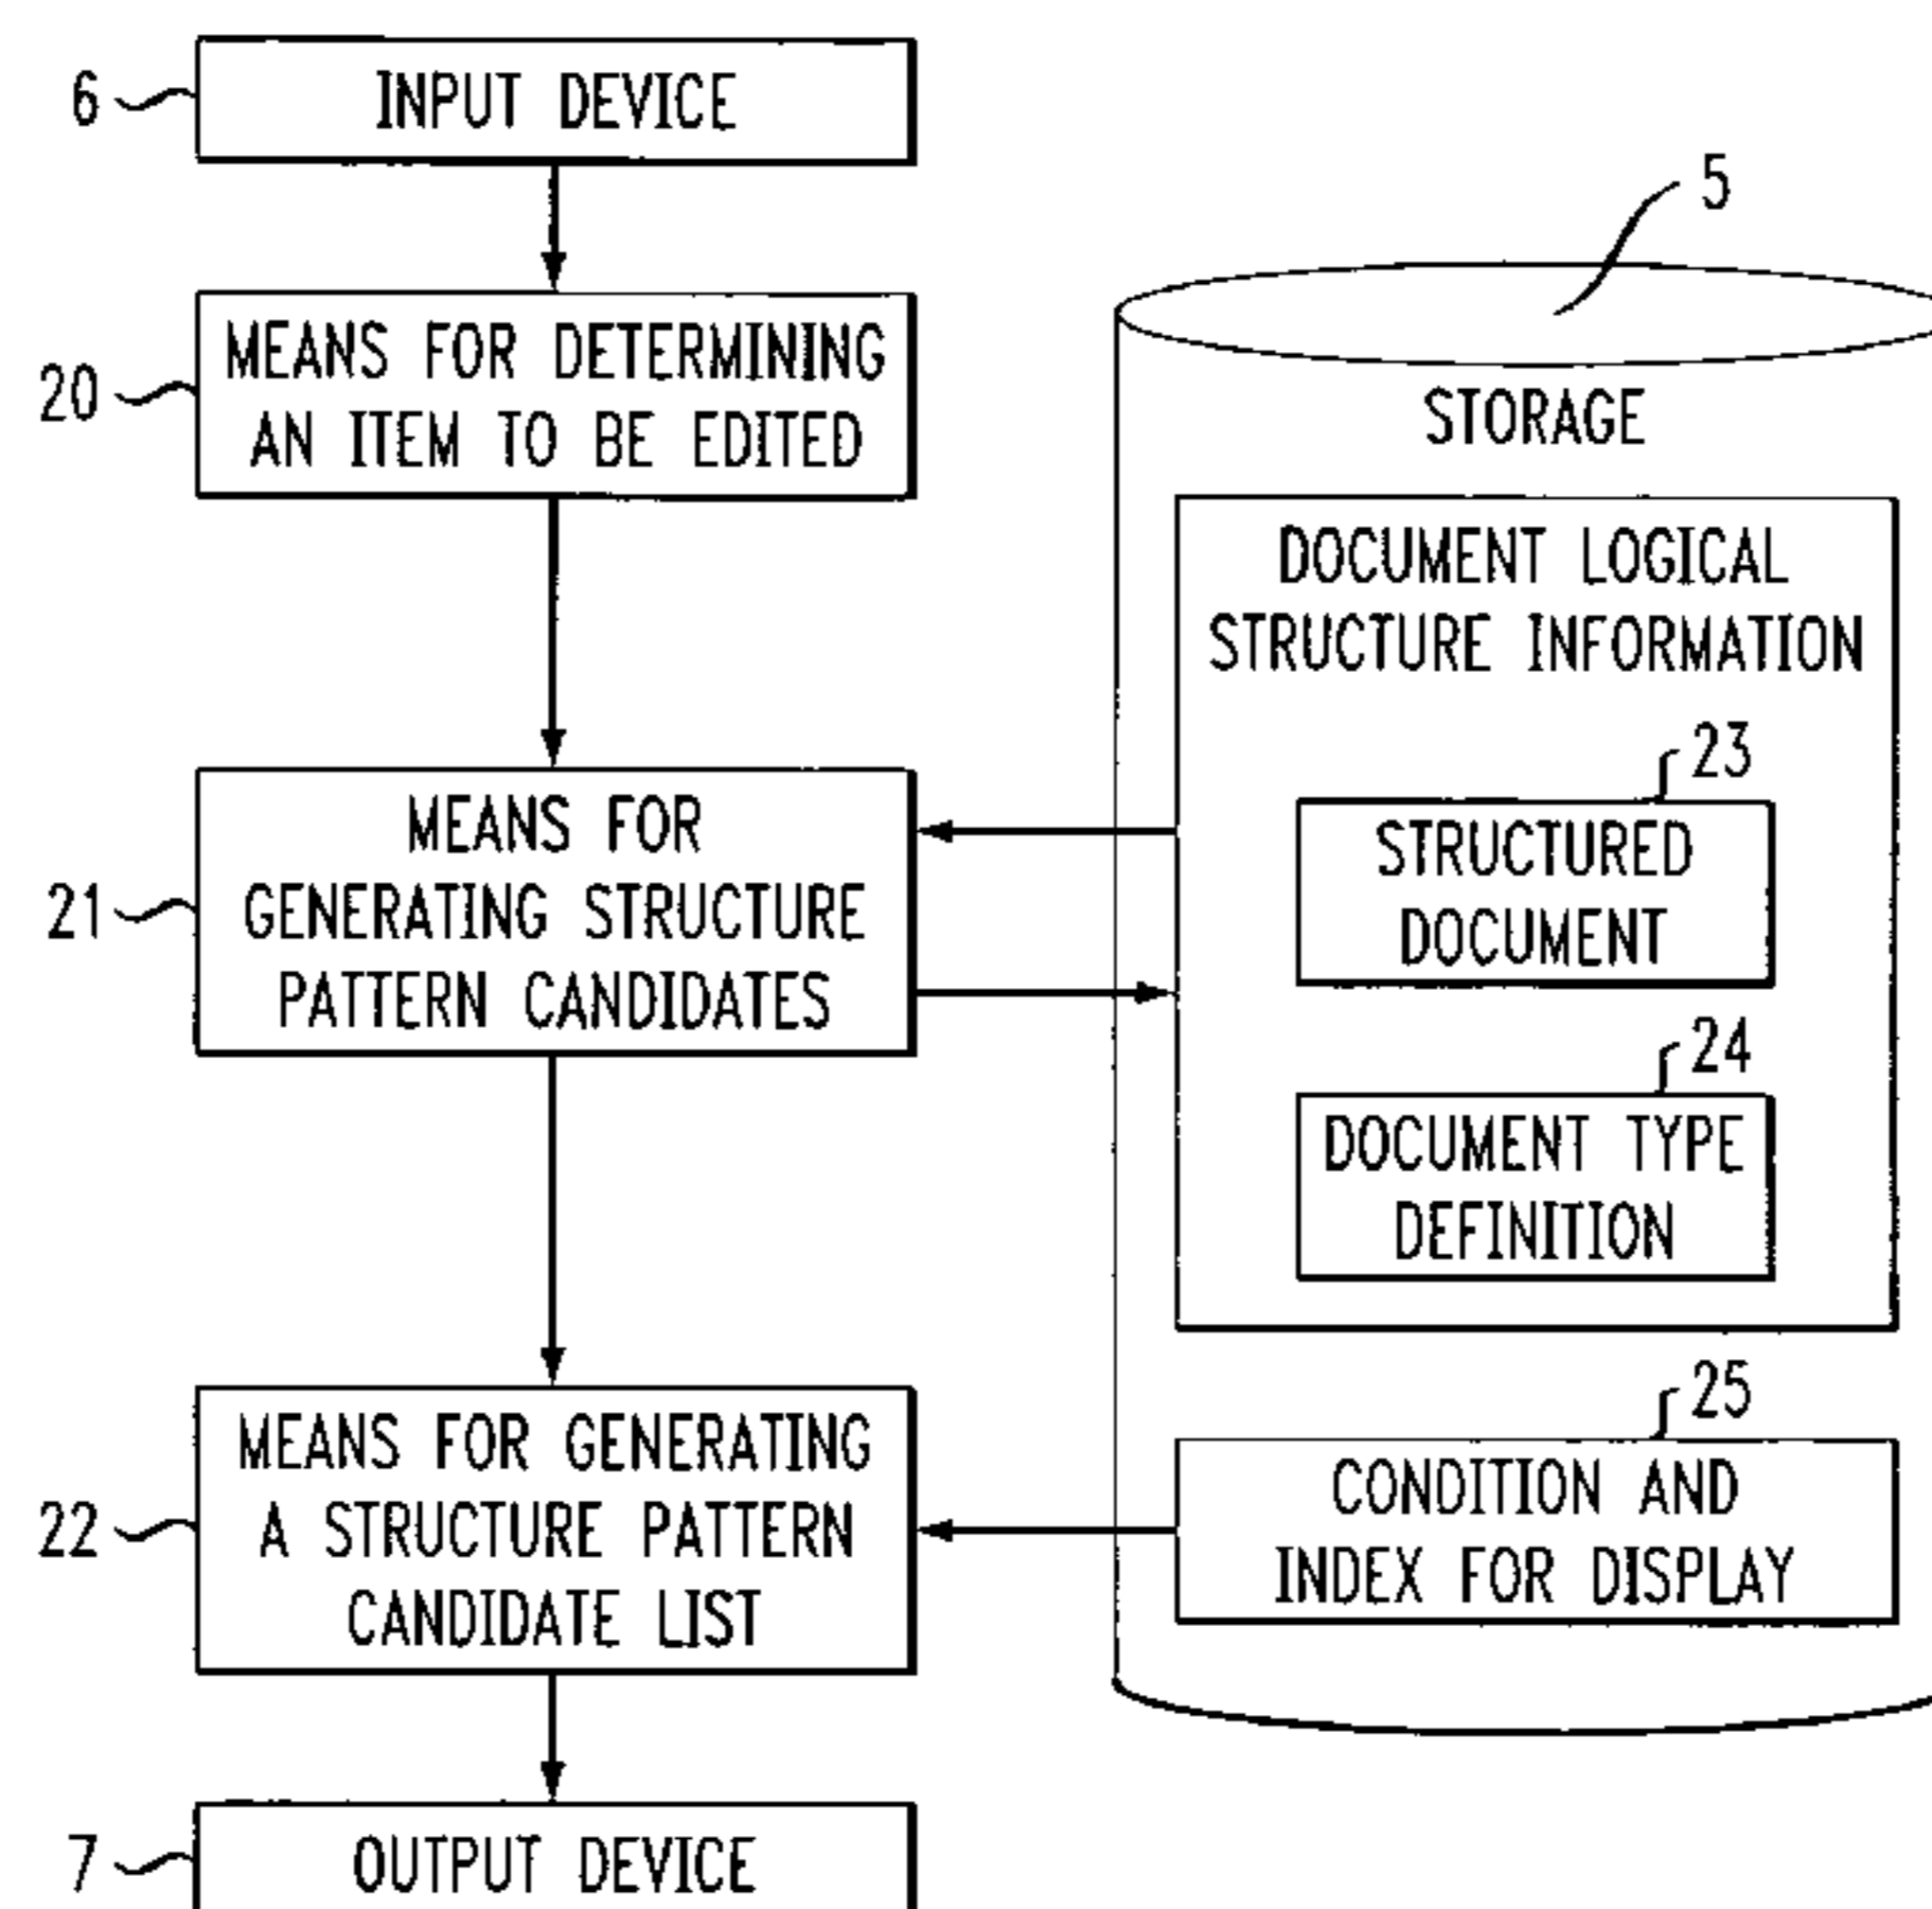 6
INPUT DEVICE
20
MEANS FOR DETERMINING
AN ITEM TO BE EDITED
21
MEANS FOR
GENERATING STRUCTURE
PATTERN CANDIDATES
22
MEANS FOR GENERATING
A STRUCTURE PATTERN
CANDIDATE LIST
7
OUTPUT DEVICE
5
STORAGE
DOCUMENT LOGICAL
STRUCTURE INFORMATION
23
STRUCTURED
DOCUMENT
24
DOCUMENT TYPE
DEFINITION
25
CONDITION AND
INDEX FOR DISPLAY